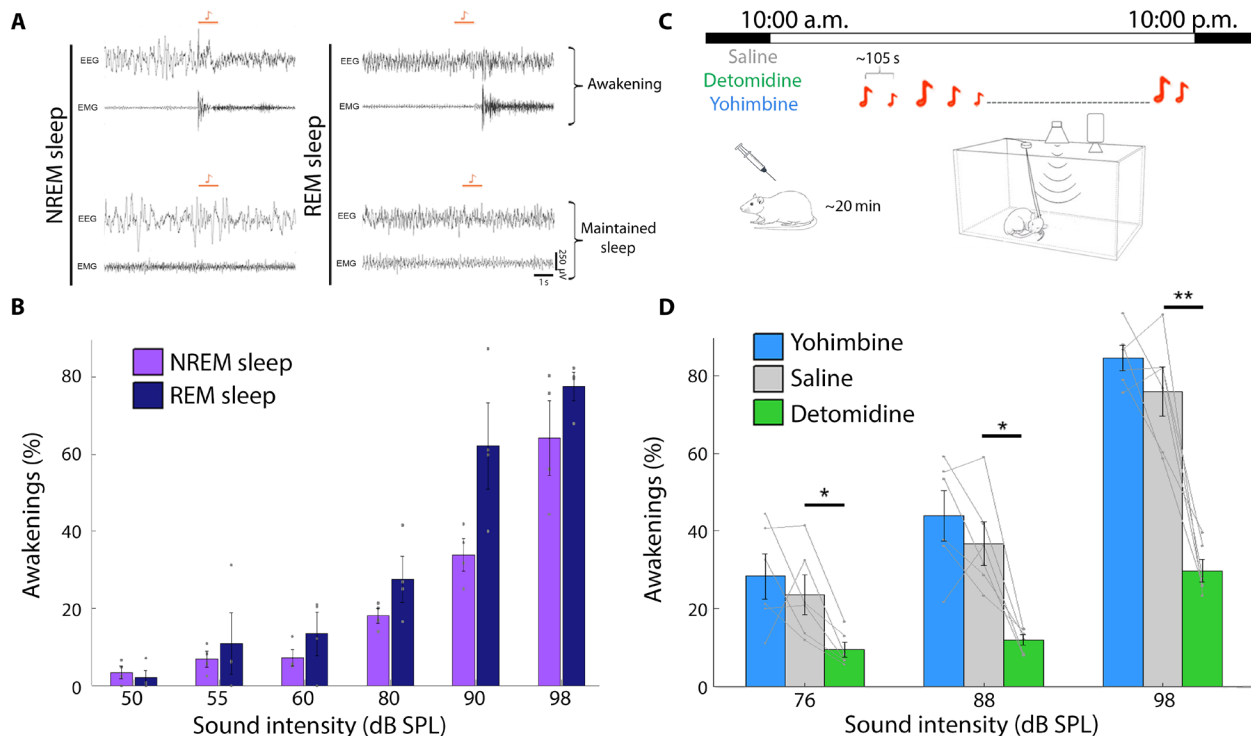 A
NREM sleep
EEG
EMG
EEG
EMG
REM sleep
EEG
EMG
Awakening
EEG
EMG
Maintained
sleep
250 µV
1s
C
10:00 a.m.
10:00 p.m.
Saline
Detomidine
Yohimbine
~105 s
~20 min
B
NREM sleep
REM sleep
Awakenings (%)
80
60
40
20
0
50
55
60
80
90
98
Sound intensity (dB SPL)
D
Yohimbine
Saline
Detomidine
*
*
**
Awakenings (%)
80
60
40
20
0
76
88
98
Sound intensity (dB SPL)